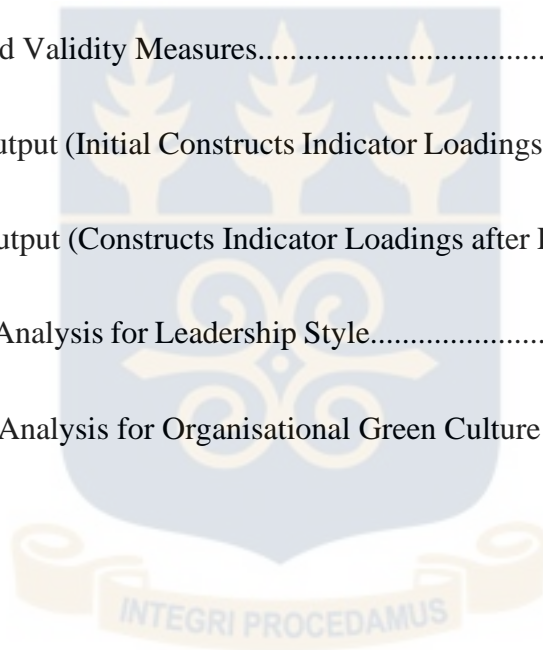 d Validity Measures.......................................
utput (Initial Constructs Indicator Loadings
utput (Constructs Indicator Loadings after
Analysis for Leadership Style........................
Analysis for Organisational Green Culture
INTEGRI PROCEDAMUS